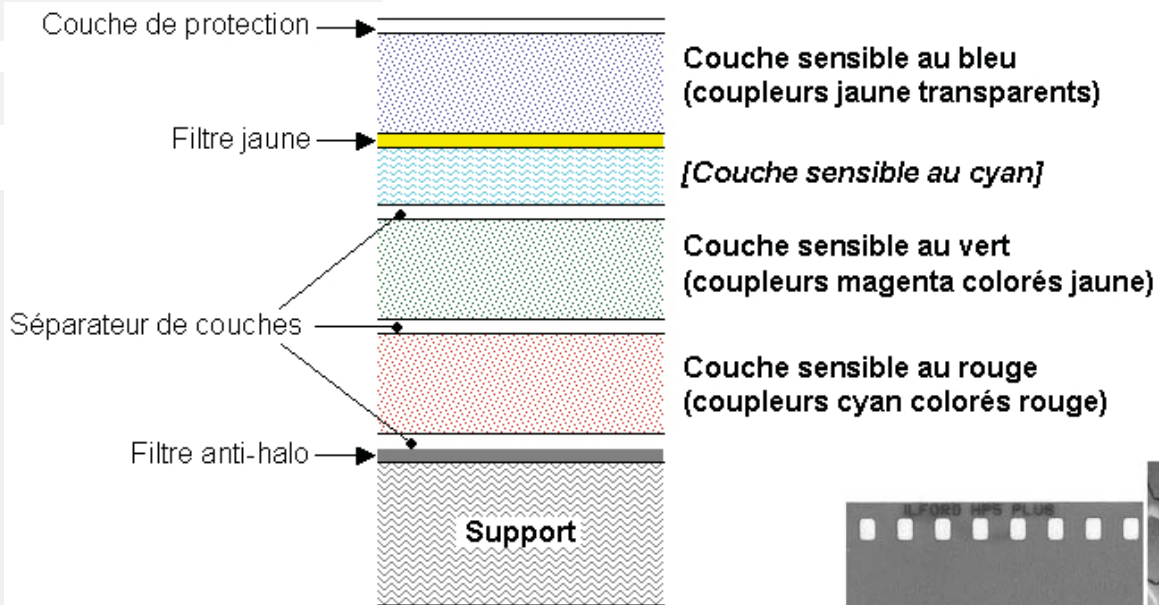 Couche de protection
Couche sensible au bleu
(coupleurs jaune transparents)
Filtre jaune
[Couche sensible au cyan]
Couche sensible au vert
(coupleurs magenta colorés jaune)
Séparateur de couches
Couche sensible au rouge
(coupleurs cyan colorés rouge)
Filtre anti-halo
Support
ILFORD HP5 PLUS